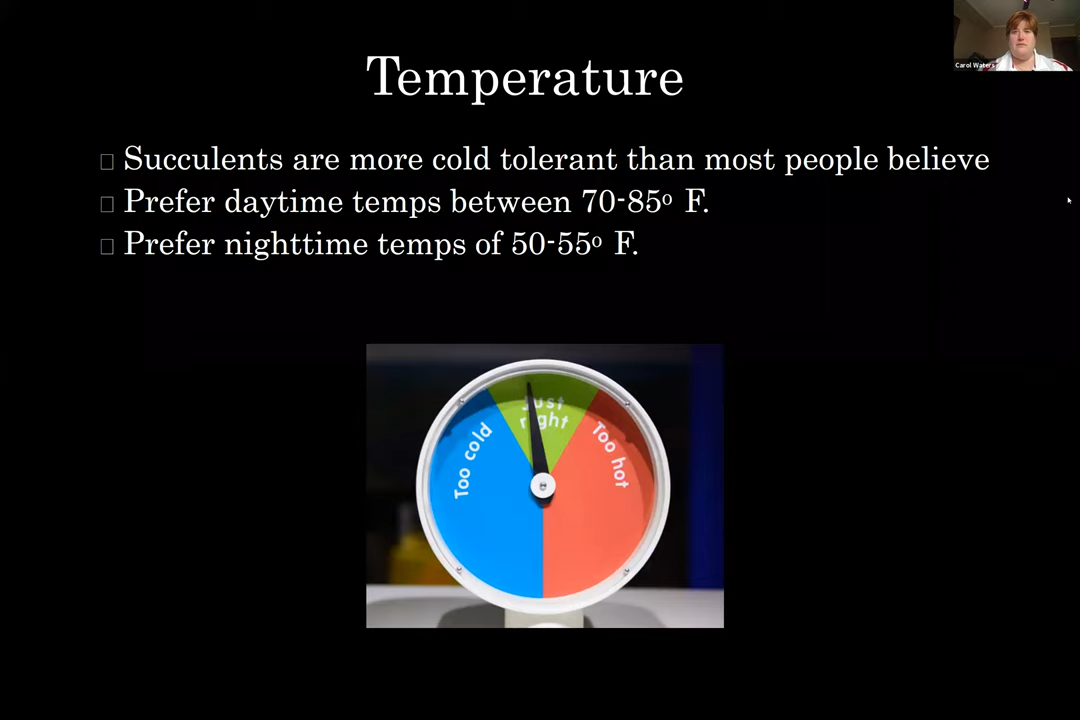 Carol Waters
Temperature
Succulents are more cold tolerant than most people believe
Prefer daytime temps between 70-85º F.
Prefer nighttime temps of 50-55º F.
Just
right
Too cold
Too hot